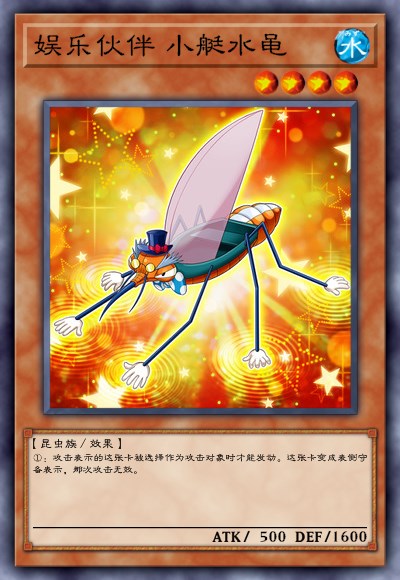 娱乐伙伴 小艇水黾
水
【昆虫族／效果】
①：攻击表示的这张卡被选择作为攻击对象时才能发动。这张卡变成表侧守
备表示，那次攻击无效。
ATK/ 500 DEF/1600